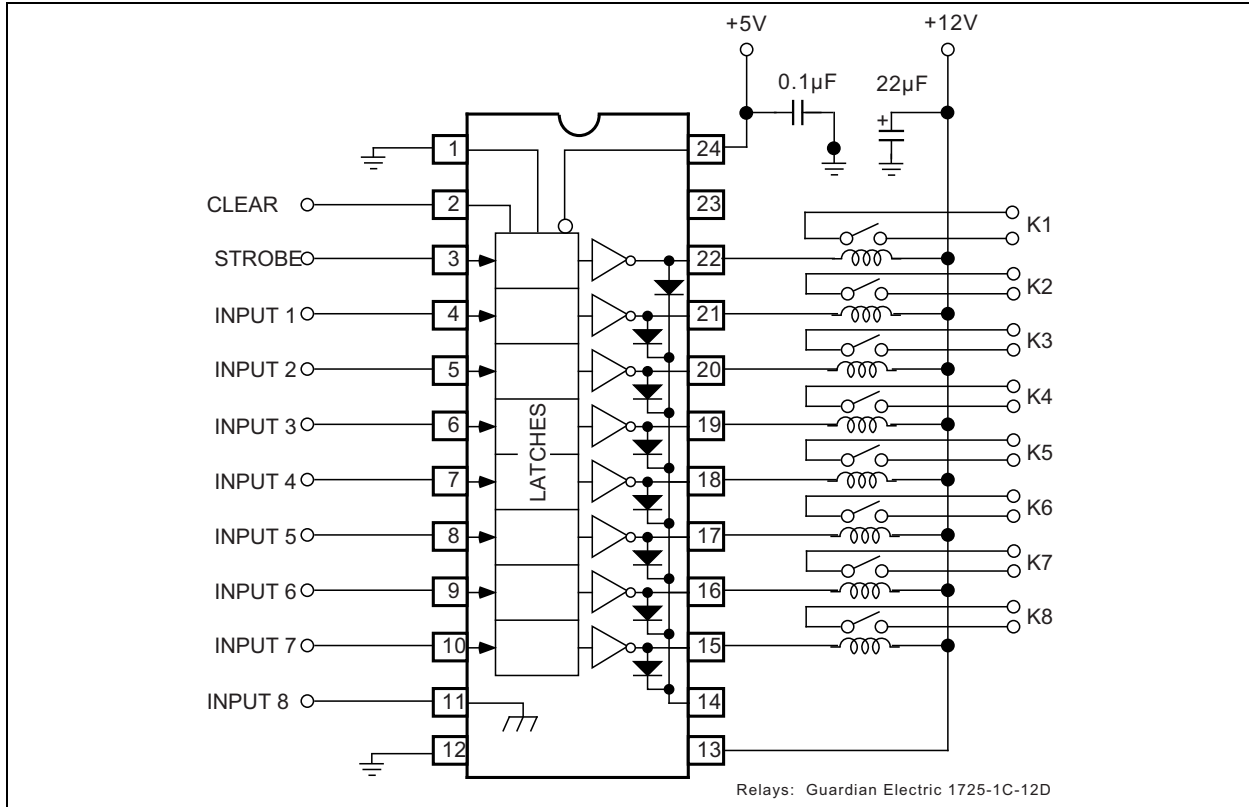 +5V
+12V
0.1µF
22µF
+
1
24
CLEAR
2
23
STROBE
3
22
K1
INPUT 1
4
21
K2
INPUT 2
5
20
K3
INPUT 3
6
19
K4
INPUT 4
7
18
K5
INPUT 5
8
17
K6
INPUT 6
9
16
K7
INPUT 7
10
15
K8
INPUT 8
11
14
12
13
LATCHES
Relays: Guardian Electric 1725-1C-12D